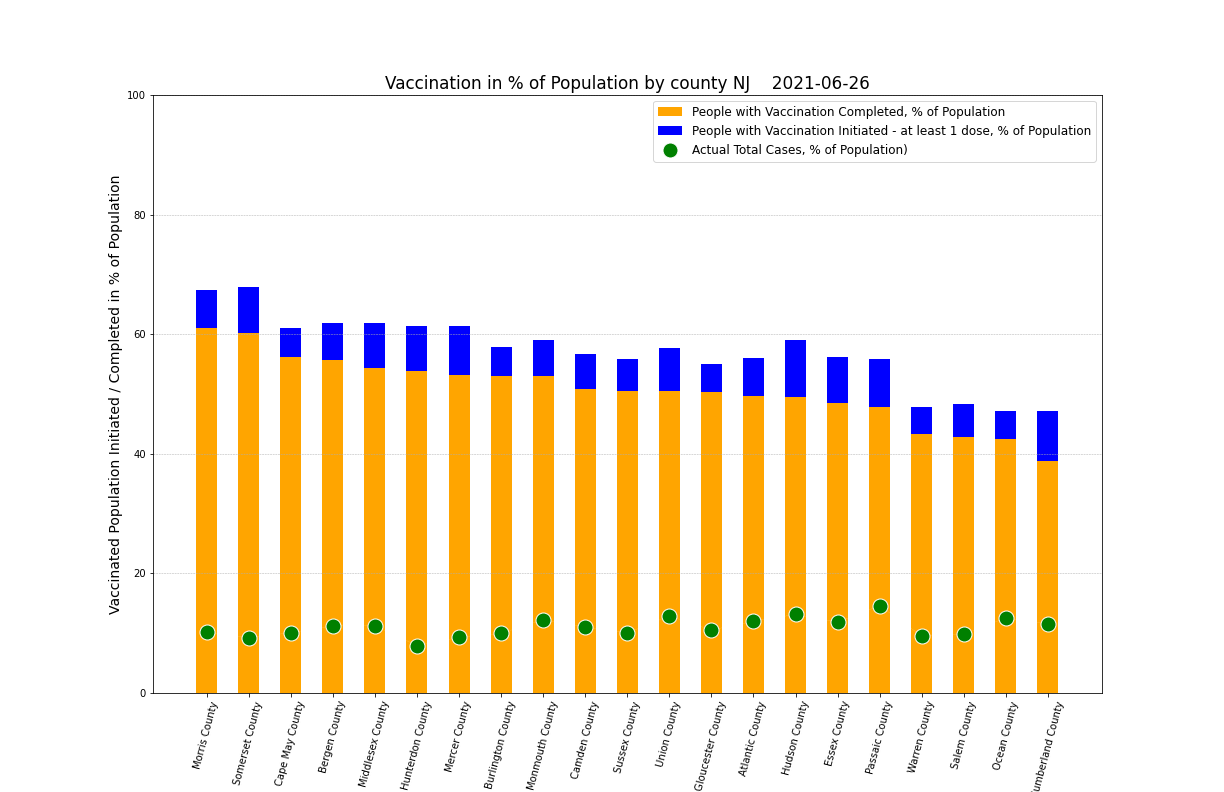 Vaccination in % of Population by county NJ    2021-06-26
People with Vaccination Completed, % of Population
People with Vaccination Initiated - at least 1 dose, % of Population
Actual Total Cases, % of Population)
Vaccinated Population Initiated / Completed in % of Population
100
80
60
40
20
0
Morris County
Somerset County
Cape May County
Bergen County
Middlesex County
Hunterdon County
Mercer County
Burlington County
Monmouth County
Camden County
Sussex County
Union County
Gloucester County
Atlantic County
Hudson County
Essex County
Passaic County
Warren County
Salem County
Ocean County
umberland County